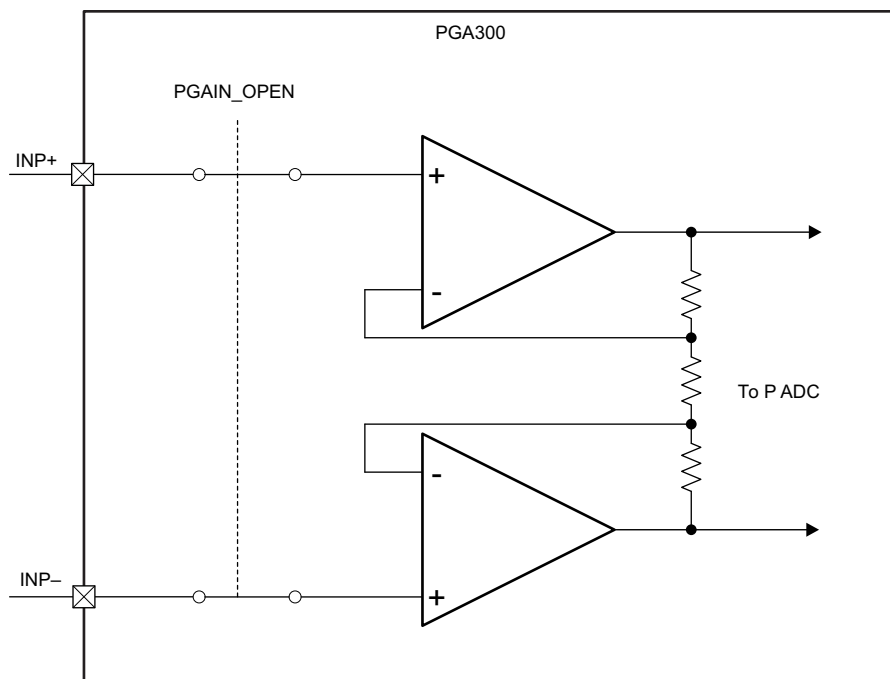 PGA300
PGAIN_OPEN
INP+
+
-
To P ADC
-
INP–
+